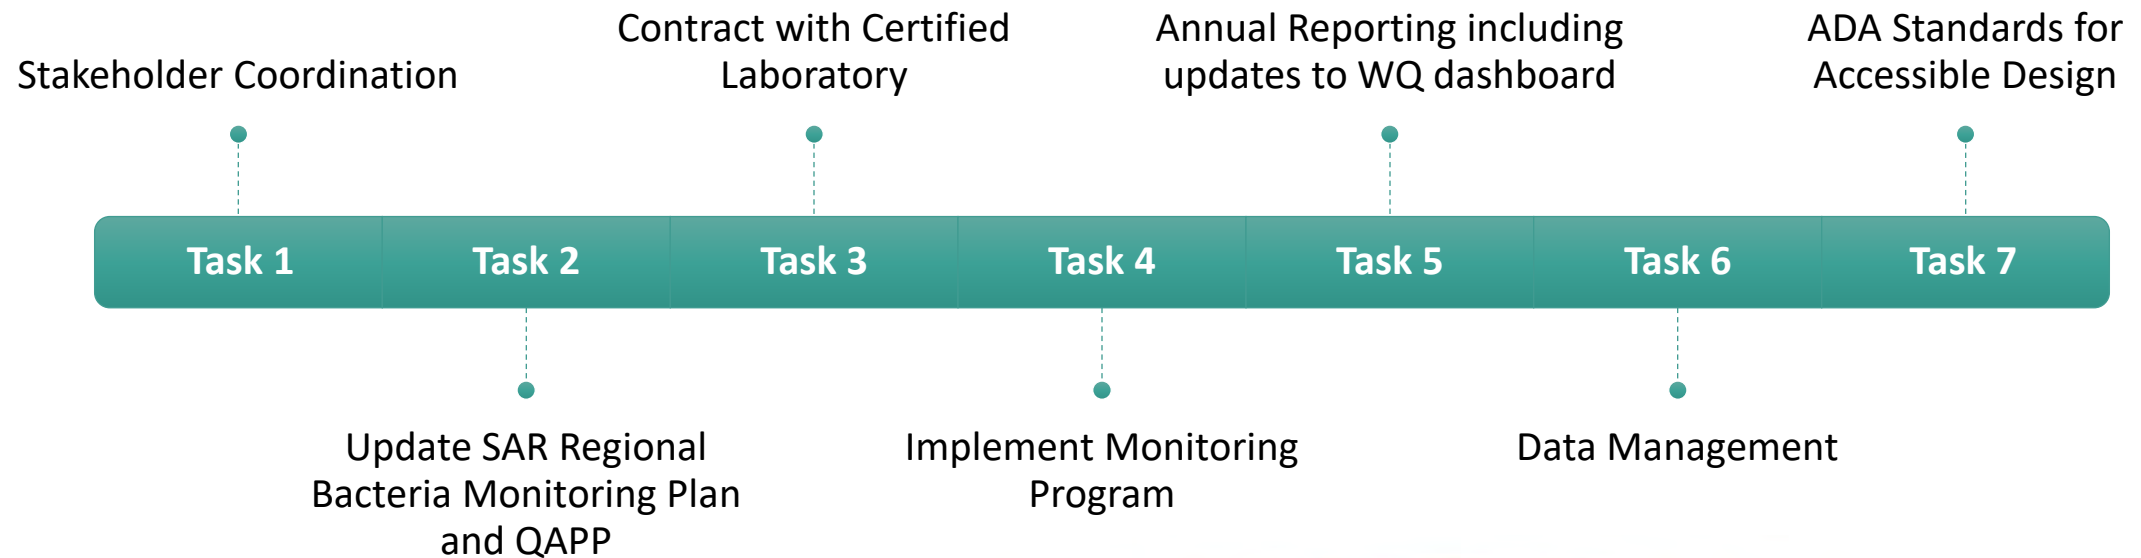 Stakeholder Coordination
Contract with Certified
Laboratory
Annual Reporting including
updates to WQ dashboard
ADA Standards for
Accessible Design
Task 1
Task 2
Task 3
Task 4
Task 5
Task 6
Task 7
Update SAR Regional
Bacteria Monitoring Plan
and QAPP
Implement Monitoring
Program
Data Management